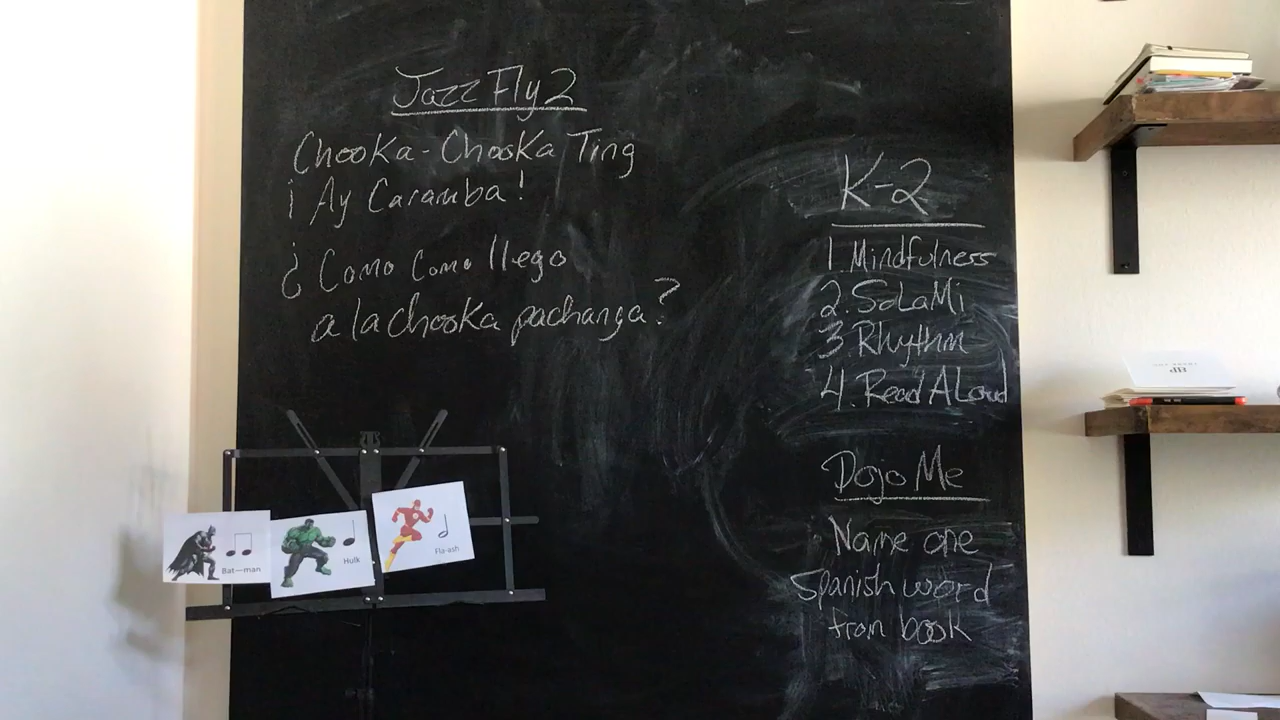 Jazz Fly 2
Chooka-Chooka Ting
¡Ay Caramba!
¿Como Como llego
a la chooka pachanga?
K-2
1. Mindfulness
2. SoLaMi
3. Rhythm
4. Read ALoud
Dojo Me
Name one
Spanish word
from book
Bat—man
Hulk
Fla-ash